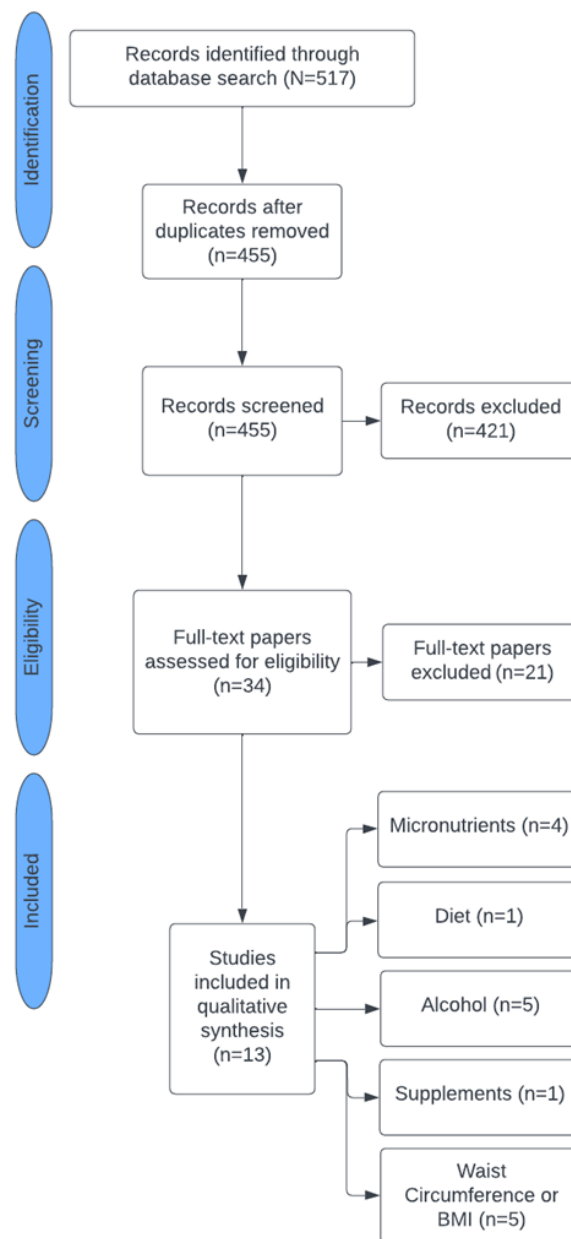 Identification
Records identified through
database search (N=517)
Records after
duplicates removed
(n=455)
Screening
Records screened
(n=455)
Records excluded
(n=421)
Eligibility
Full-text papers
assessed for eligibility
(n=34)
Full-text papers
excluded (n=21)
Included
Studies
included in
qualitative
synthesis
(n=13)
Micronutrients (n=4)
Diet (n=1)
Alcohol (n=5)
Supplements (n=1)
Waist
Circumference or
BMI (n=5)